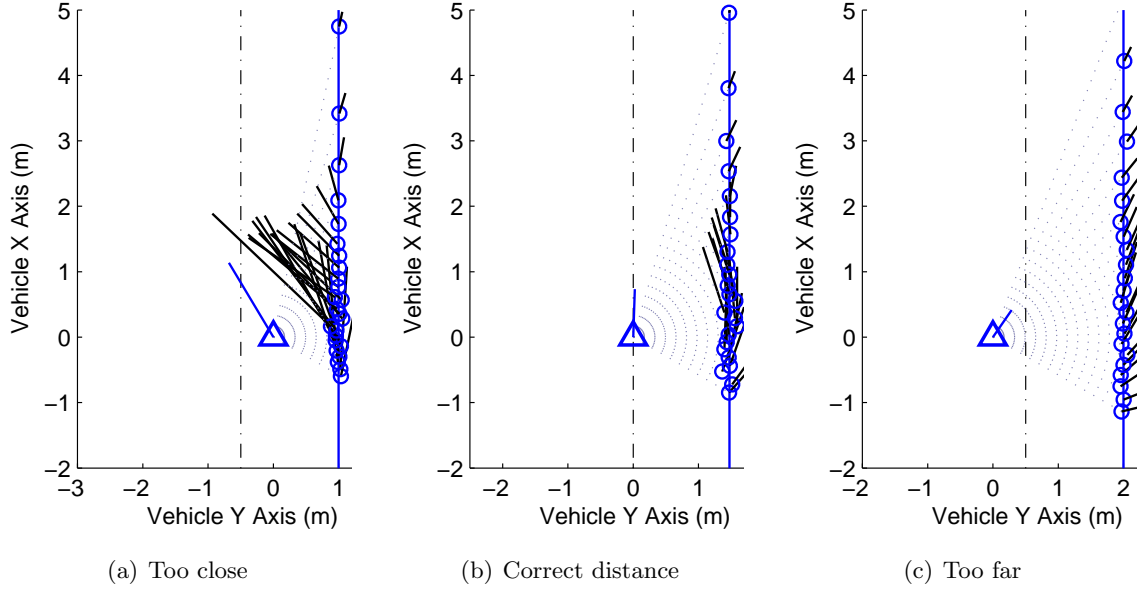 5
4
3
2
1
0
−1
−2
−3 −2 −1 0 1
Vehicle X Axis (m)
Vehicle Y Axis (m)
(a) Too close
5
4
3
2
1
0
−1
−2
−2 −1 0 1
Vehicle X Axis (m)
Vehicle Y Axis (m)
(b) Correct distance
5
4
3
2
1
0
−1
−2
−2 −1 0 1 2
Vehicle X Axis (m)
Vehicle Y Axis (m)
(c) Too far